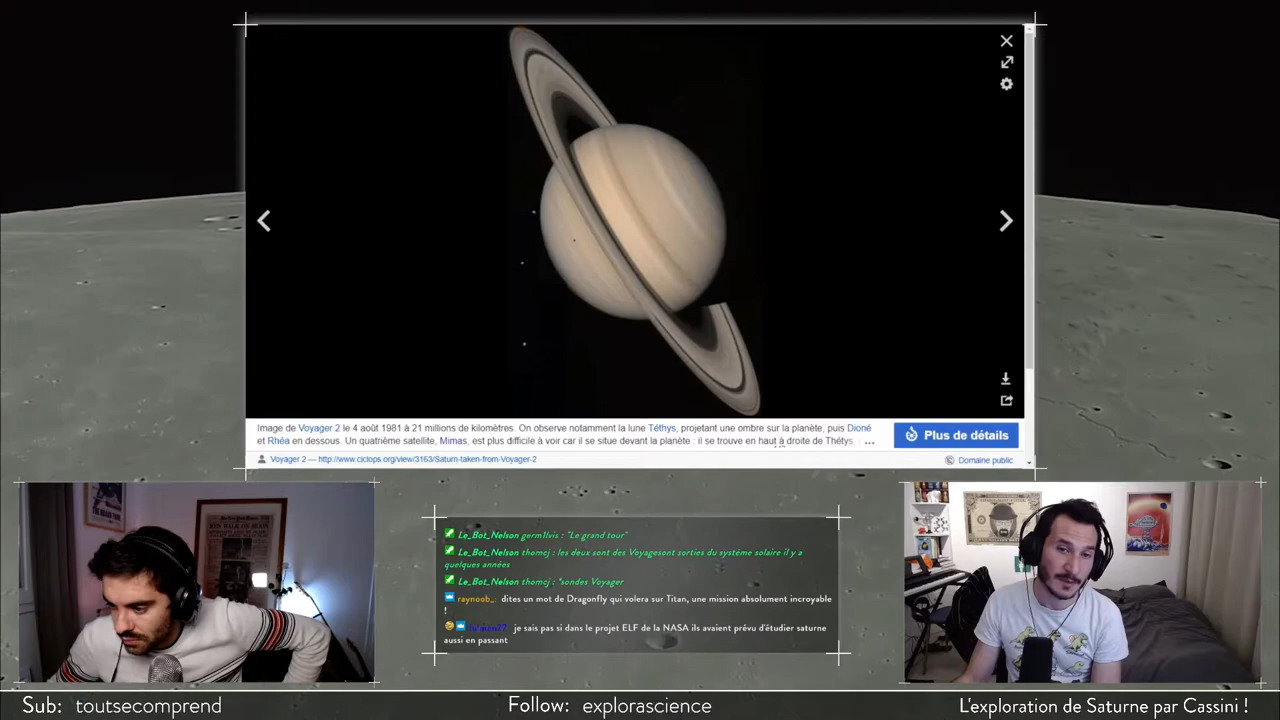 Image de Voyager 2 le 4 août 1981 à 21 millions de kilomètres. On observe notamment la lune Téthys, projetant une ombre sur la planète, puis Dioné
et Rhéa en dessous. Un quatrième satellite, Mimas, est plus difficile à voir car il se situe devant la planète : il se trouve en haut à droite de Théthys, ...
Plus de détails
Voyager 2 — http://www.ciclops.org/view/3163/Saturn-taken-from-Voyager-2
Domaine public
Le_Bot_Nelson germ1lvis : "Le grand tour"
Le_Bot_Nelson thomcj : les deux sont des Voyagesont sorties du systéme solaire il y a
quelques années
Le_Bot_Nelson thomcj : *sondes Voyager
raynoob_: dites un mot de Dragonfly qui volera sur Titan, une mission absolument incroyable
!
je sais pas si dans le projet ELF de la NASA ils avaient prévu d'étudier saturne
aussi en passant
Sub: toutsecomprend
Follow: explorascience
L'exploration de Saturne par Cassini !